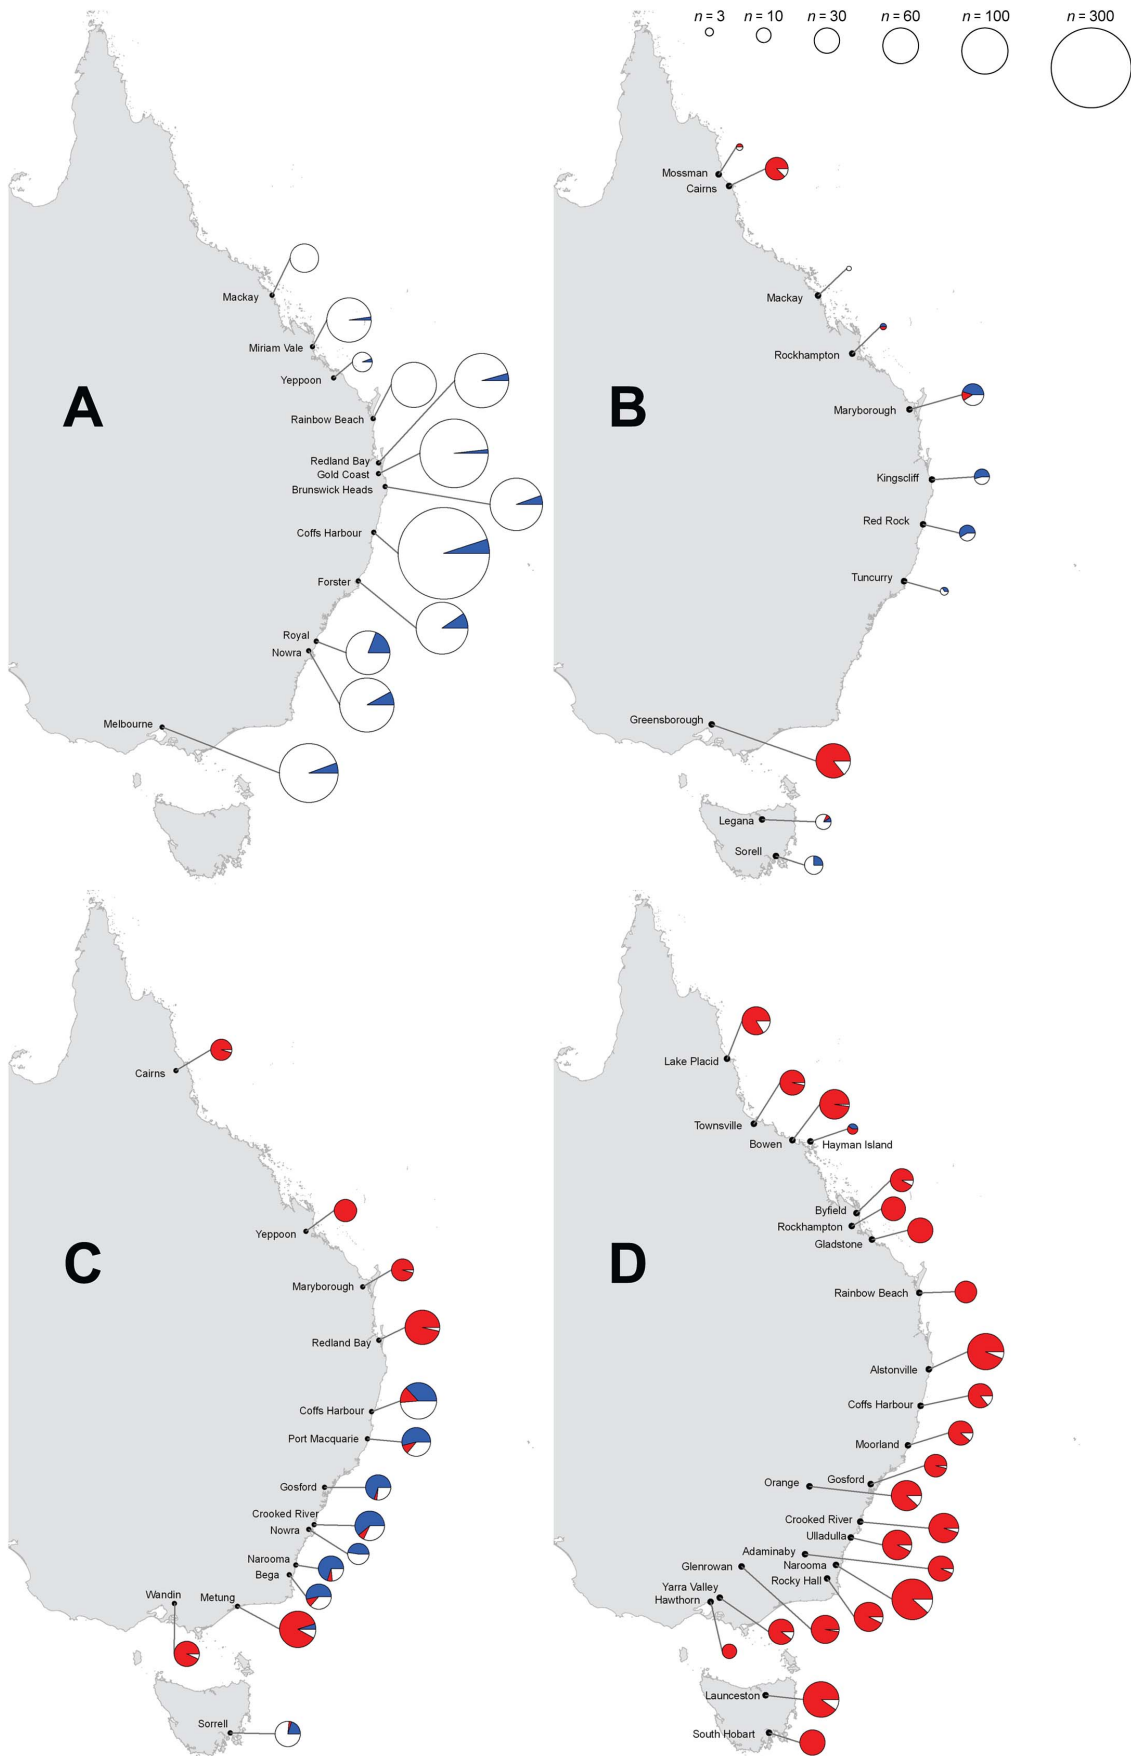 n = 3 n = 10 n = 30 n = 60 n = 100 n = 300
A
Mackay
Miriam Vale
Yeppoon
Rainbow Beach
Redland Bay
Gold Coast
Brunswick Heads
Coffs Harbour
Forster
Royal
Nowra
Melbourne
B
Mossman
Cairns
Mackay
Rockhampton
Maryborough
Kingscliff
Red Rock
Tuncurry
Greensborough
Legana
Sorell
C
Cairns
Yeppoon
Maryborough
Redland Bay
Coffs Harbour
Port Macquarie
Gosford
Crooked River
Nowra
Narooma
Bega
Wandin
Metung
Sorrell
D
Lake Placid
Townsville
Bowen
Hayman Island
Byfield
Rockhampton
Gladstone
Rainbow Beach
Alstonville
Coffs Harbour
Moorland
Gosford
Orange
Crooked River
Ulladulla
Adaminaby
Narooma
Glenrowan
Rocky Hall
Yarra Valley
Hawthorn
Launceston
South Hobart